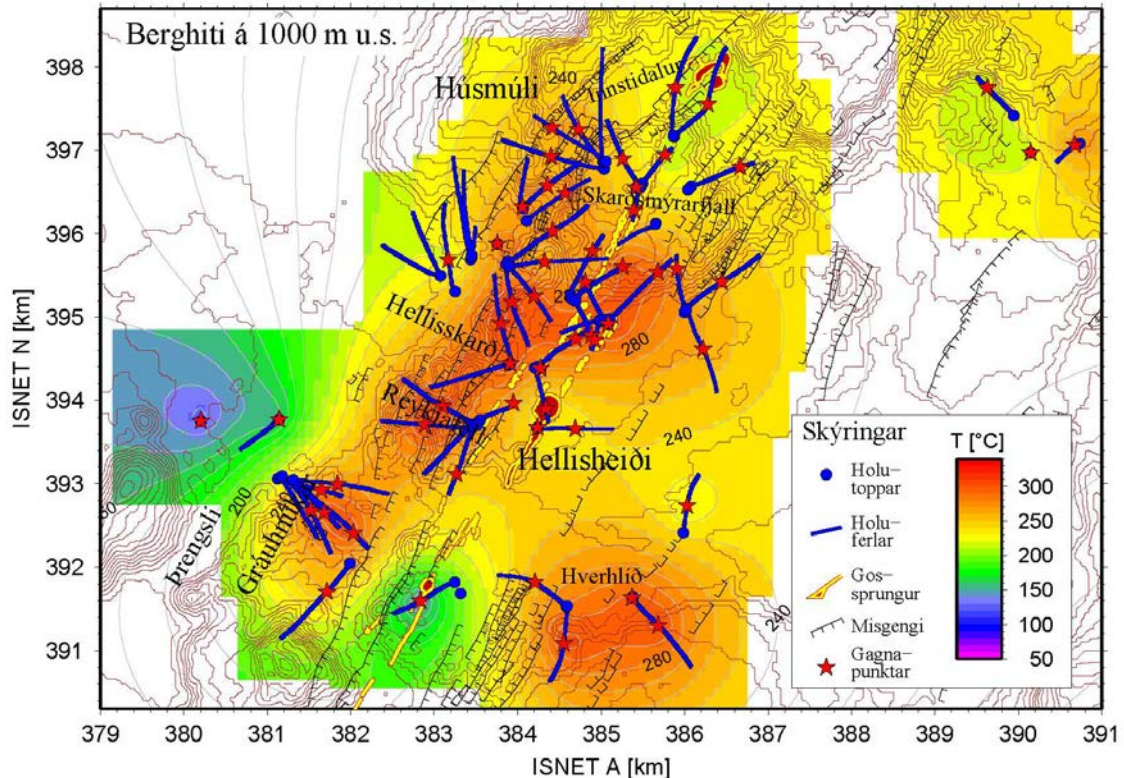 Berghiti á 1000 m u.s.
398
397
396
395
394
393
392
391
ISNET N [km]
240
Innstidalur
Húsmúli
Skarðsmýrarfjall
Hellisskarð
280
240
Hellisheiði
200
Þrengsli
Hverhlíð
280
240
Skýringar
Holu-
toppar
Holu-
ferlar
Gos-
sprungur
Misgengi
Gagna-
punktar
T [°C]
300
250
200
150
100
50
379 380 381 382 383 384 385 386 387 388 389 390 391
ISNET A [km]